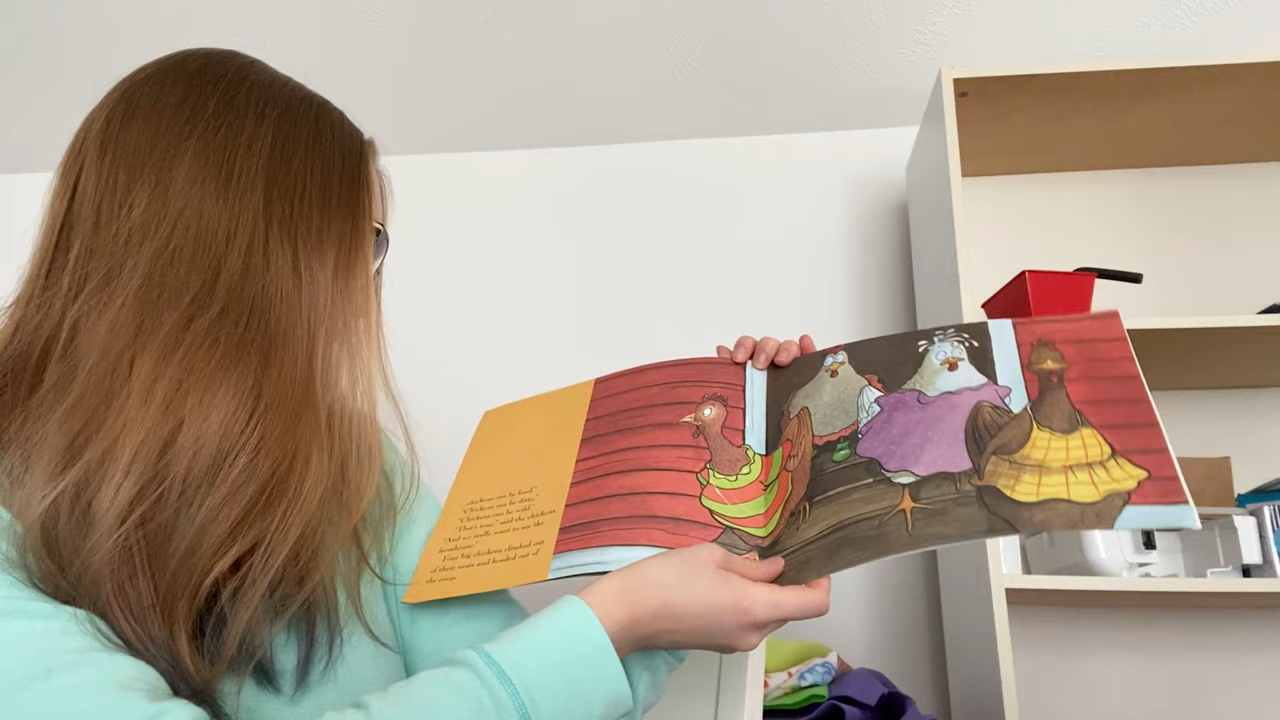 chickens can be loud."
"Chickens can be dirty."
"Chickens can be wild."
"That's true," said the chickens.
"And we really want to see the
farmhouse."
Four big chickens climbed out
of their nests and headed out of
the coop.